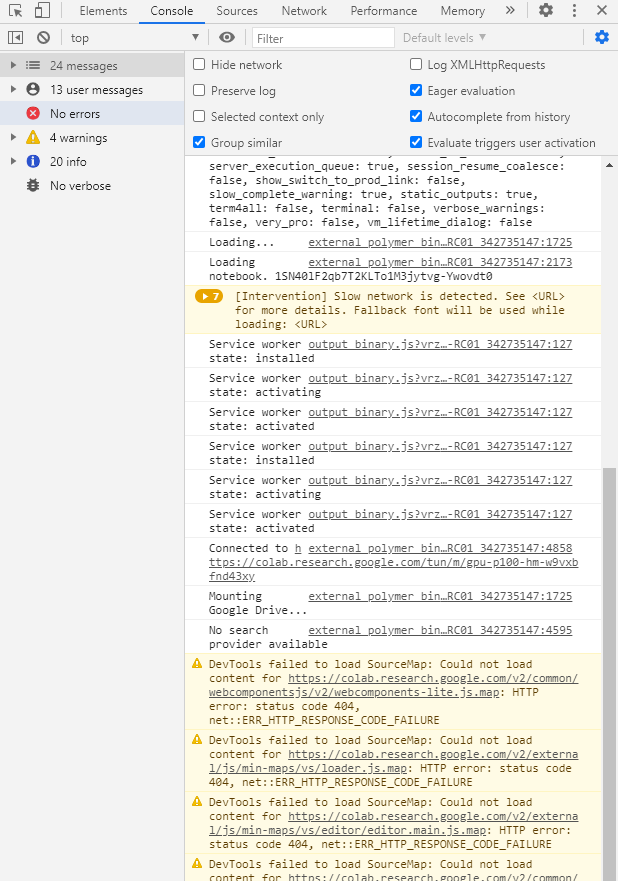 Elements Console Sources Network Performance Memory »
top Filter Default levels
24 messages
13 user messages
No errors
4 warnings
20 info
No verbose
Hide network Log XMLHttpRequests
Preserve log Eager evaluation
Selected context only Autocomplete from history
Group similar Evaluate triggers user activation
server_execution_queue: true, session_resume_coalesce:
false, show_switch_to_prod_link: false,
slow_complete_warning: true, static_outputs: true,
term4all: false, terminal: false, verbose_warnings:
false, very_pro: false, vm_lifetime_dialog: false
Loading... external_polymer_bin…RC01_342735147:1725
Loading external_polymer_bin…RC01_342735147:2173
notebook. 1SN40lF2qb7T2KLTo1M3jytvg-Ywovdt0
7 [Intervention] Slow network is detected. See <URL>
for more details. Fallback font will be used while
loading: <URL>
Service worker output_binary.js?vrz…-RC01_342735147:127
state: installed
Service worker output_binary.js?vrz…-RC01_342735147:127
state: activating
Service worker output_binary.js?vrz…-RC01_342735147:127
state: activated
Service worker output_binary.js?vrz…-RC01_342735147:127
state: installed
Service worker output_binary.js?vrz…-RC01_342735147:127
state: activating
Service worker output_binary.js?vrz…-RC01_342735147:127
state: activated
Connected to h external_polymer_bin…RC01_342735147:4858
ttps://colab.research.google.com/tun/m/gpu-p100-hm-w9vxb
fnd43xy
Mounting external_polymer_bin…RC01_342735147:1725
Google Drive...
No search external_polymer_bin…RC01_342735147:4595
provider available
DevTools failed to load SourceMap: Could not load
content for https://colab.research.google.com/v2/common/
webcomponentsjs/v2/webcomponents-lite.js.map: HTTP
error: status code 404,
net::ERR_HTTP_RESPONSE_CODE_FAILURE
DevTools failed to load SourceMap: Could not load
content for https://colab.research.google.com/v2/externa
l/js/min-maps/vs/loader.js.map: HTTP error: status code
404, net::ERR_HTTP_RESPONSE_CODE_FAILURE
DevTools failed to load SourceMap: Could not load
content for https://colab.research.google.com/v2/externa
l/js/min-maps/vs/editor/editor.main.js.map: HTTP error:
status code 404, net::ERR_HTTP_RESPONSE_CODE_FAILURE
DevTools failed to load SourceMap: Could not load
content for https://colab.research.google.com/v2/common/